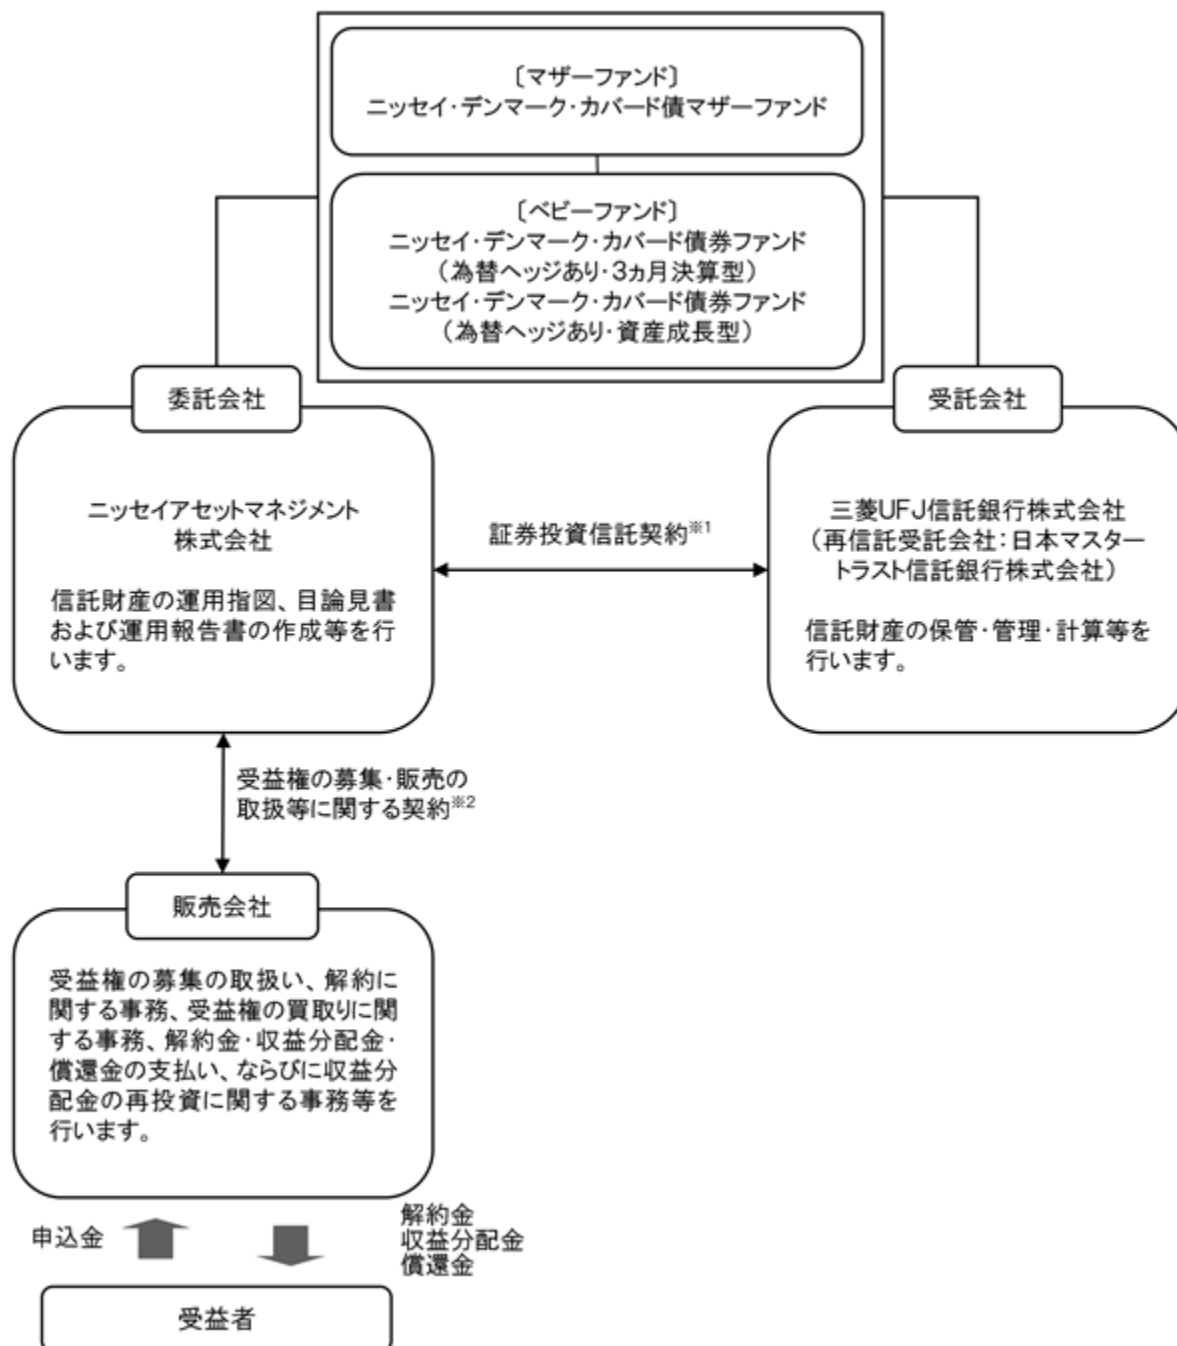 〔マザーファンド〕
ニッセイ・デンマーク・カバード債マザーファンド
〔ベビーファンド〕
ニッセイ・デンマーク・カバード債券ファンド
（為替ヘッジあり・3ヵ月決算型）
ニッセイ・デンマーク・カバード債券ファンド
（為替ヘッジあり・資産成長型）
委託会社
ニッセイアセットマネジメント
株式会社
信託財産の運用指図、目論見書
および運用報告書の作成等を行
います。
証券投資信託契約※1
受託会社
三菱UFJ信託銀行株式会社
（再信託受託会社：日本マスター
トラスト信託銀行株式会社）
信託財産の保管・管理・計算等を
行います。
受益権の募集・販売の
取扱等に関する契約※2
販売会社
受益権の募集の取扱い、解約に
関する事務、受益権の買取りに関
する事務、解約金・収益分配金・
償還金の支払い、ならびに収益分
配金の再投資に関する事務等を
行います。
申込金
解約金
収益分配金
償還金
受益者